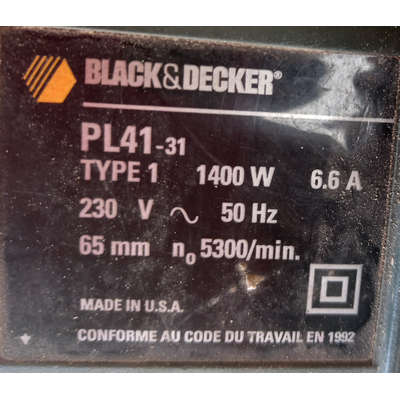 BLACK&DECKER®
PL41-31
TYPE 1 1400 W 6.6 A
230 V ~ 50 Hz
65 mm n₀ 5300/min.
MADE IN U.S.A.
CONFORME AU CODE DU TRAVAIL EN 1992